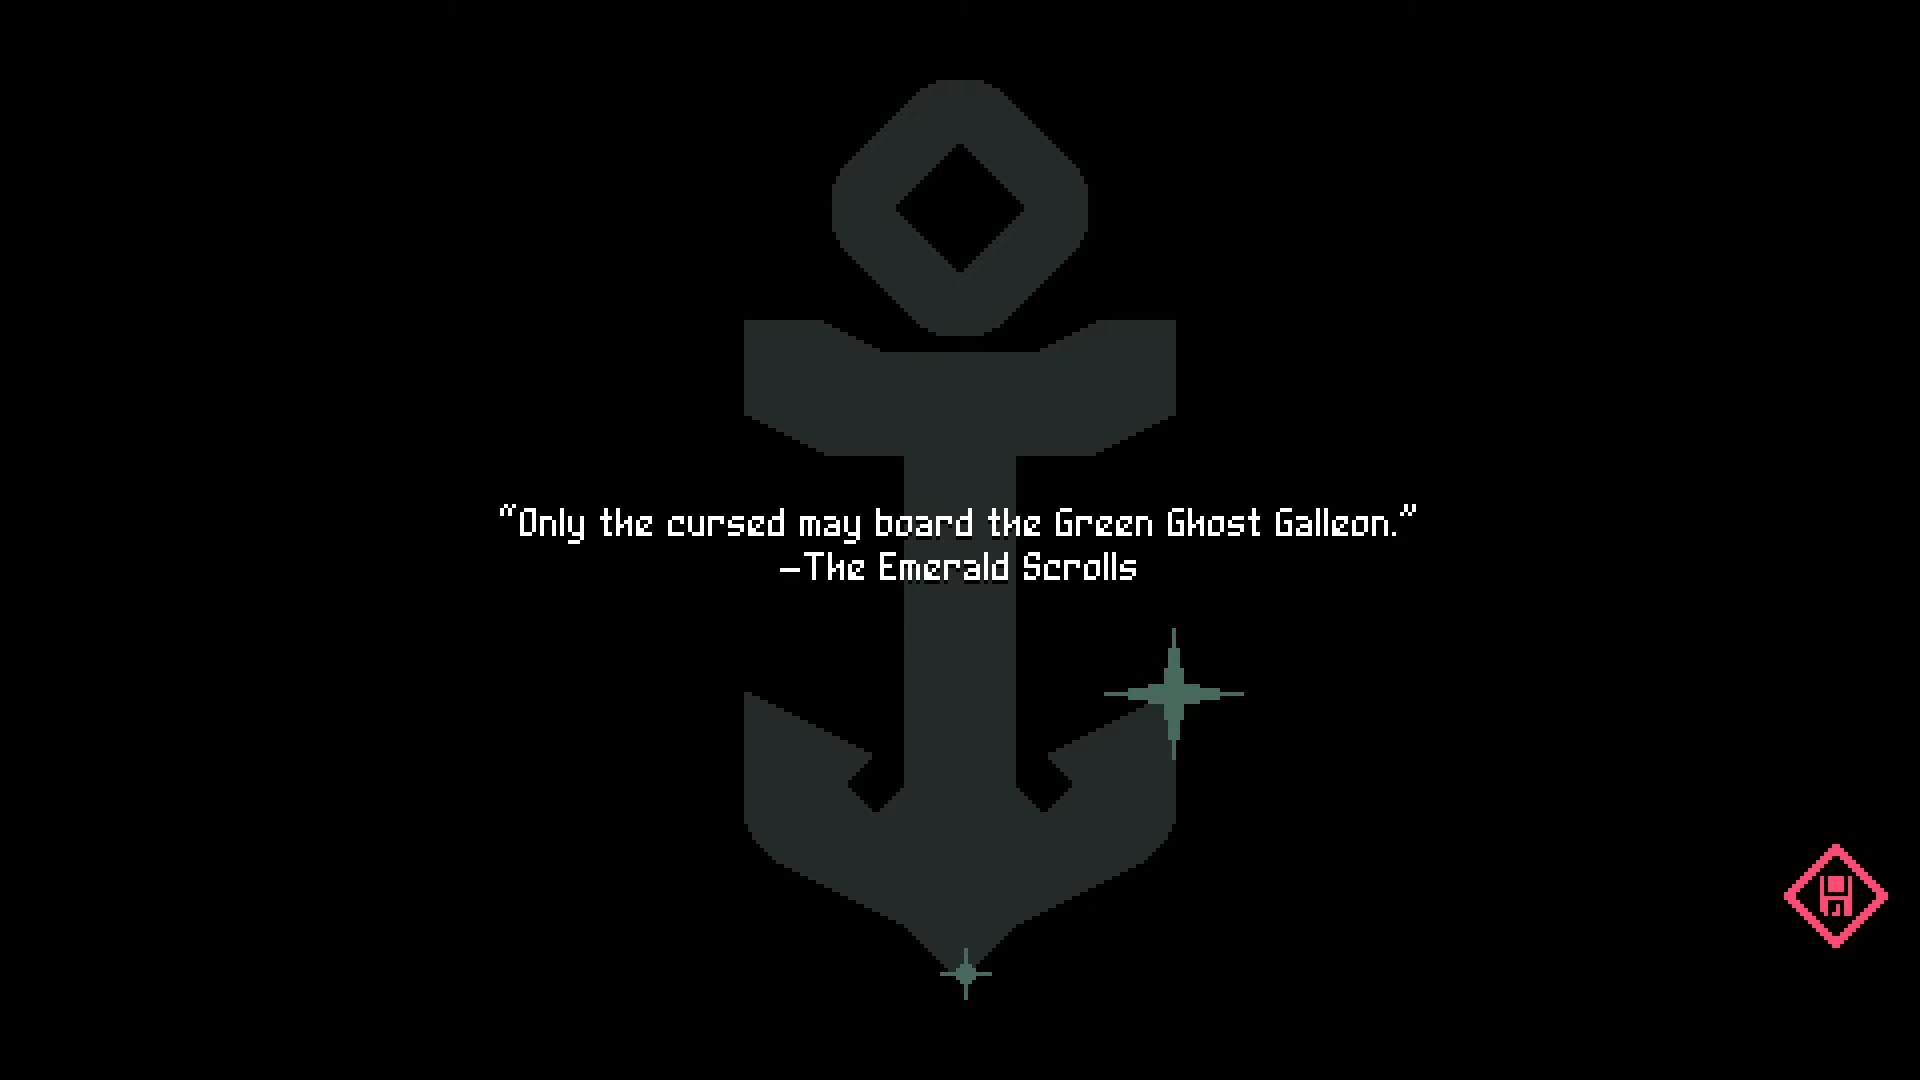 “Only the cursed may board the Green Ghost Galleon.”
—The Emerald Scrolls